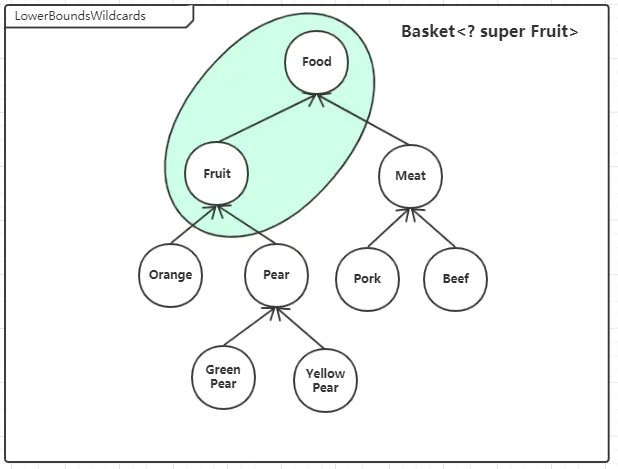 LowerBoundsWildcards
Basket<? super Fruit>
Food
Fruit
Meat
Orange
Pear
Pork
Beef
Green
Pear
Yellow
Pear